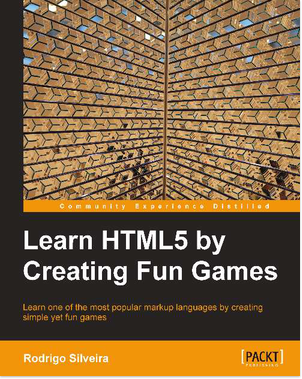 Community Experience Distilled
Learn HTML5 by
Creating Fun Games
Learn one of the most popular markup languages by creating
simple yet fun games
Rodrigo Silveira
[PACKT]
PUBLISHING